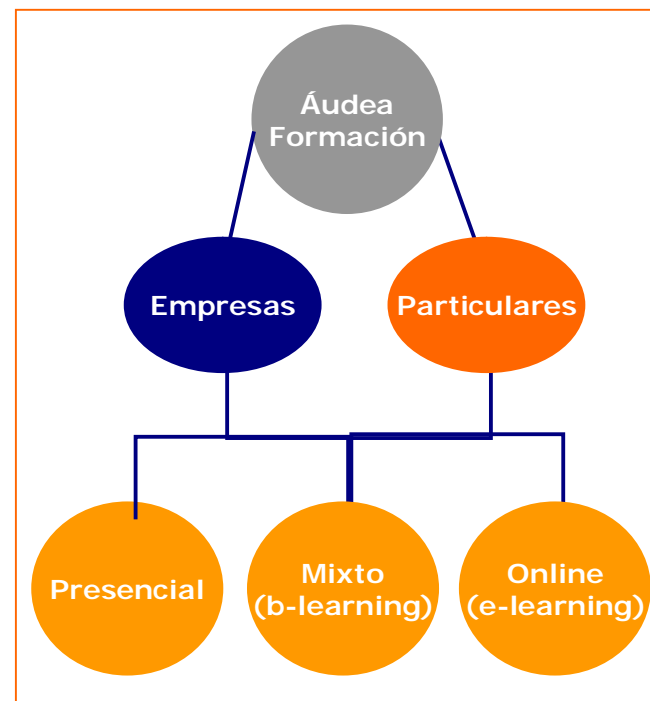 Áudea
Formación
Empresas
Particulares
Presencial
Mixto
(b-learning)
Online
(e-learning)